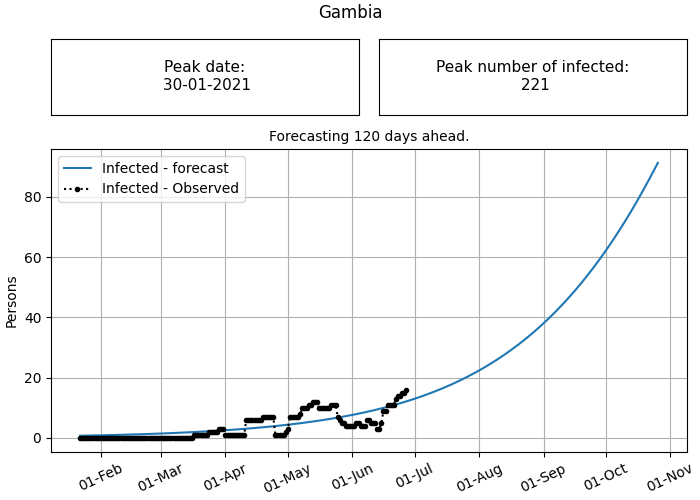 Gambia
Peak date:
30-01-2021
Peak number of infected:
221
Forecasting 120 days ahead.
Infected - forecast
Infected - Observed
Persons
80
60
40
20
0
01-Feb
01-Mar
01-Apr
01-May
01-Jun
01-Jul
01-Aug
01-Sep
01-Oct
01-Nov